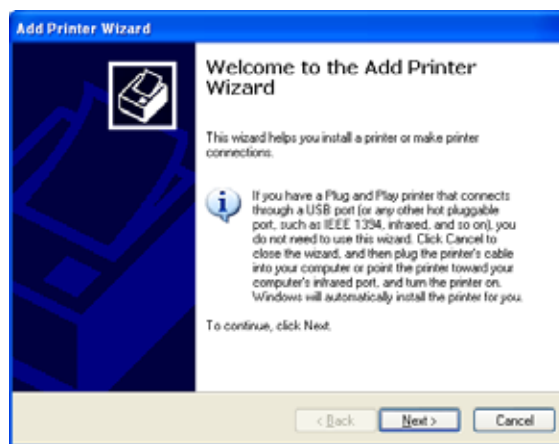 Add Printer Wizard
Welcome to the Add Printer
Wizard
This wizard helps you install a printer or make printer
connections.
If you have a Plug and Play printer that connects
through a USB port (or any other hot pluggable
port, such as IEEE 1394, infrared, and so on), you
do not need to use this wizard. Click Cancel to
close the wizard, and then plug the printer's cable
into your computer or point the printer toward your
computer's infrared port, and turn the printer on.
Windows will automatically install the printer for you.
To continue, click Next.
< Back Next > Cancel